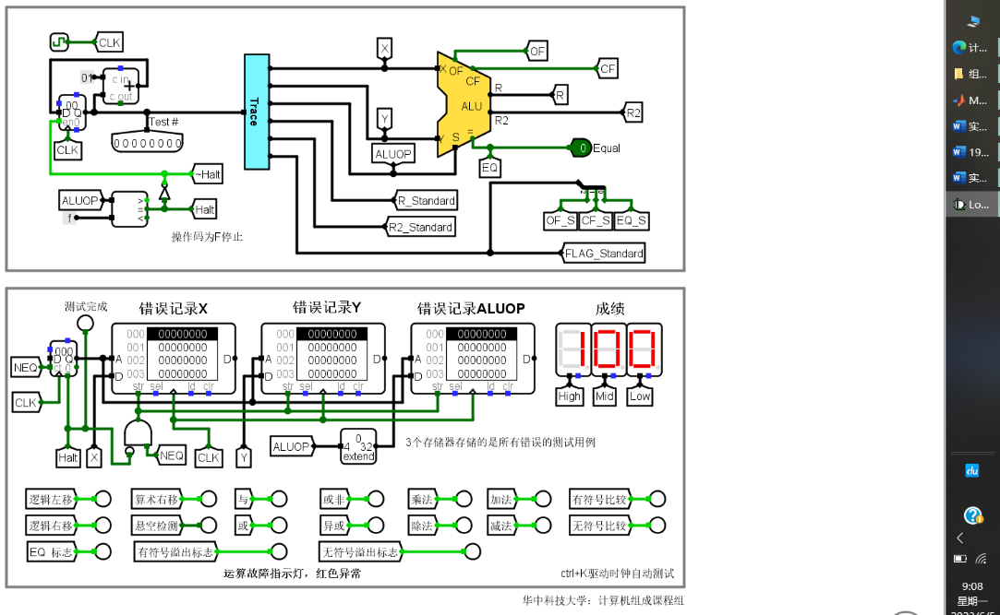 CLK
X
OF
CF
X OF
CF
01
c in
+
c out
R
R
ALU
R2
R2
00
D Q
en0
Test #
00000000
Trace
Y
Y S =
0 Equal
CLK
ALUOP
EQ
~Halt
ALUOP
>
=
<
f
Halt
R_Standard
R2_Standard
OF_S CF_S EQ_S
操作码为F停止
FLAG_Standard
测试完成
错误记录X
错误记录Y
错误记录ALUOP
成绩
000 00000000
001 00000000
002 00000000
003 00000000
A
D
D
str sel ld clr
000 00000000
001 00000000
002 00000000
003 00000000
A
D
D
str sel ld clr
000 00000000
001 00000000
002 00000000
003 00000000
A
D
D
str sel ld clr
100
High Mid Low
NEQ
000
D Q
ct 0
CLK
Halt X
NEQ CLK Y
ALUOP
0
4 32
extend
3个存储器存储的是所有错误的测试用例
逻辑左移 算术右移 与 或非 乘法 加法 有符号比较
逻辑右移 悬空检测 或 异或 除法 减法 无符号比较
EQ 标志 有符号溢出标志 无符号溢出标志
运算故障指示灯，红色异常
ctrl+K驱动时钟自动测试
华中科技大学：计算机组成课程组
计...
组...
M...
实...
19...
实...
Lo...
du
9:08
星期一